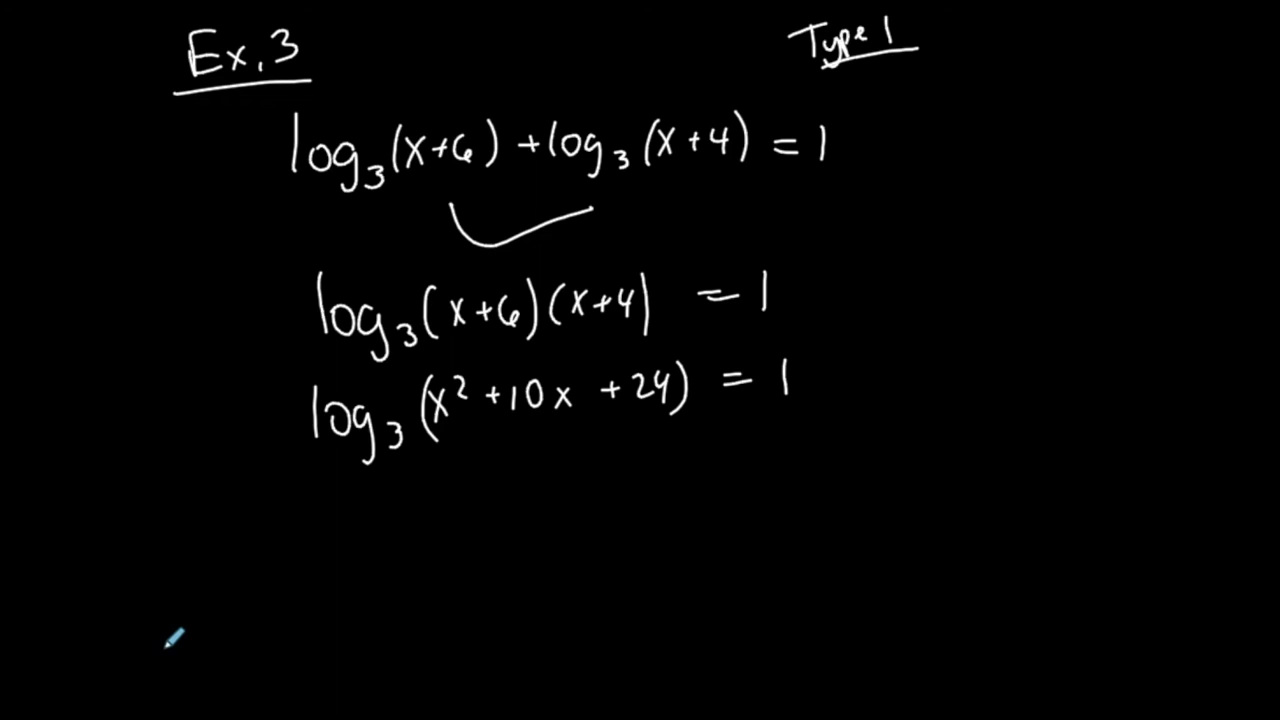 Ex. 3
Type 1
log₃(x+6) + log₃(x+4) = 1
log₃(x+6)(x+4) = 1
log₃(x² + 10x + 24) = 1